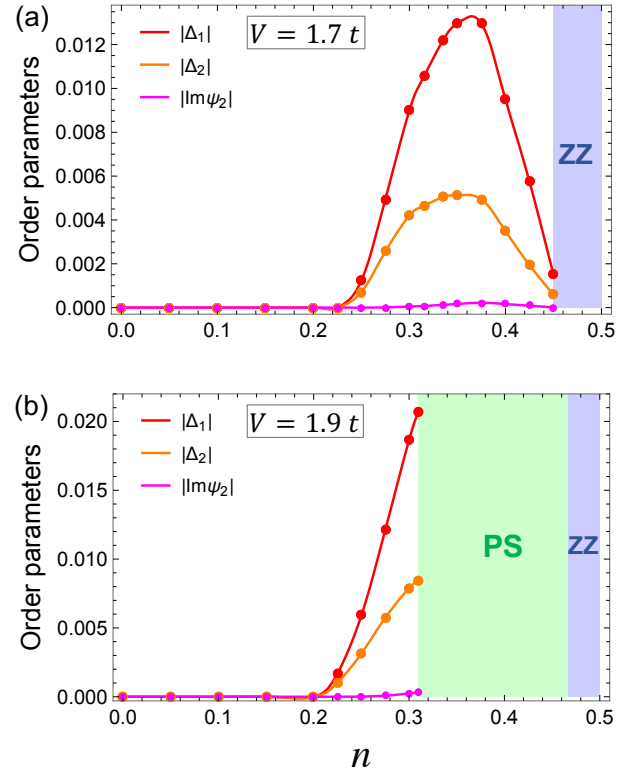 (a)
V = 1.7 t
|Δ₁|
|Δ₂|
|Imψ₂|
ZZ
Order parameters
0.012
0.010
0.008
0.006
0.004
0.002
0.000
0.0 0.1 0.2 0.3 0.4 0.5
(b)
V = 1.9 t
|Δ₁|
|Δ₂|
|Imψ₂|
PS
ZZ
Order parameters
0.020
0.015
0.010
0.005
0.000
0.0 0.1 0.2 0.3 0.4 0.5
n